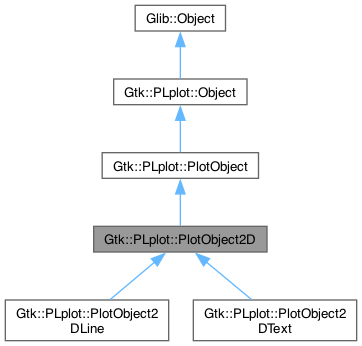 Glib::Object
Gtk::PLplot::Object
Gtk::PLplot::PlotObject
Gtk::PLplot::PlotObject2D
Gtk::PLplot::PlotObject2
DLine
Gtk::PLplot::PlotObject2
DText